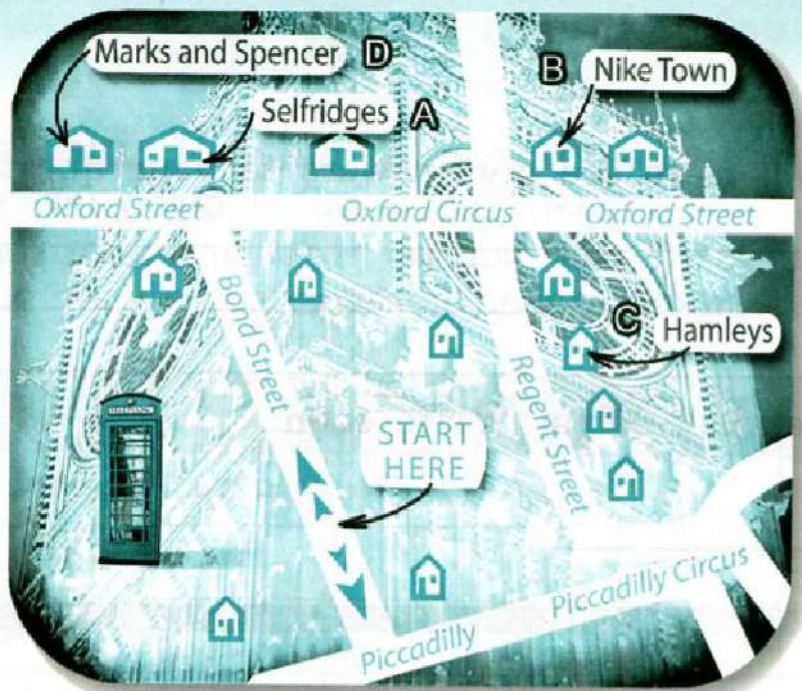 Marks and Spencer D
B Nike Town
Selfridges A
Oxford Street
Oxford Circus
Oxford Street
Bond Street
C Hamleys
Regent Street
TELEPHONE
START
HERE
Piccadilly
Piccadilly Circus